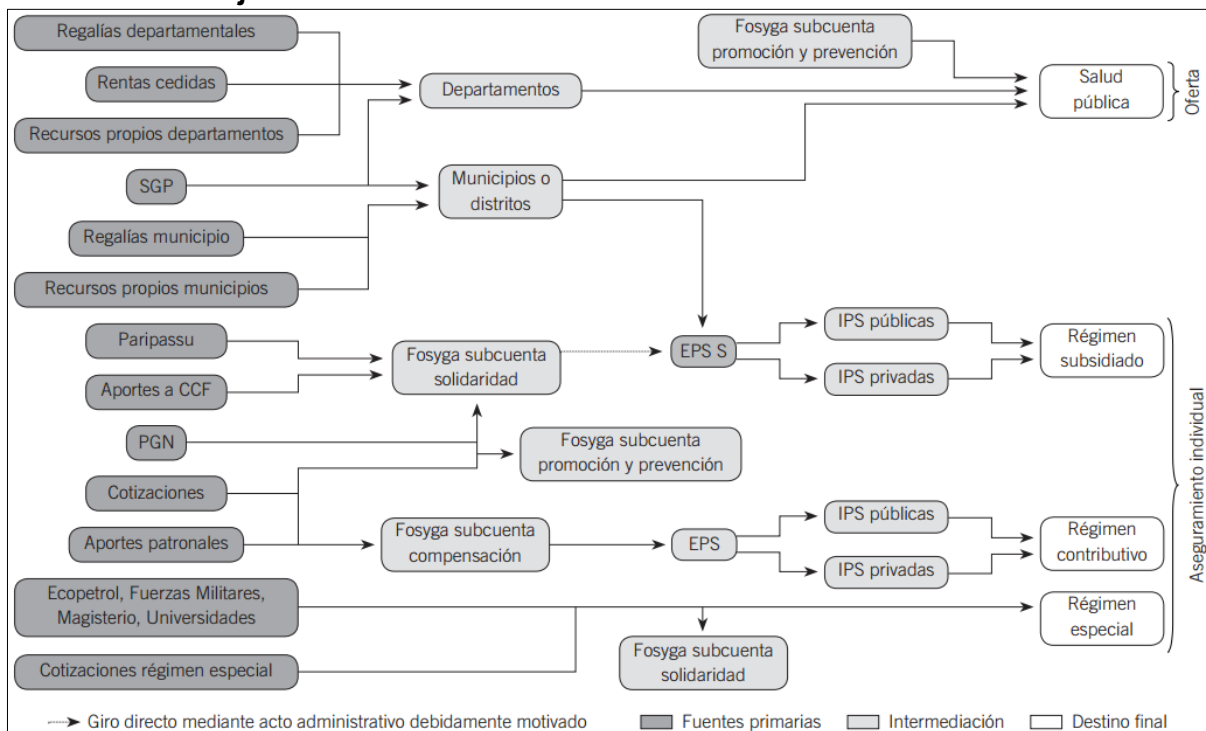 Regalías departamentales
Fosyga subcuenta
promoción y prevención
Rentas cedidas
Departamentos
Salud
pública
Oferta
Recursos propios departamentos
SGP
Municipios o
distritos
Regalías municipio
Recursos propios municipios
Paripassu
Fosyga subcuenta
solidaridad
EPS S
IPS públicas
IPS privadas
Régimen
subsidiado
Aportes a CCF
PGN
Fosyga subcuenta
promoción y prevención
Cotizaciones
Aportes patronales
Fosyga subcuenta
compensación
EPS
IPS públicas
IPS privadas
Régimen
contributivo
Aseguramiento individual
Ecopetrol, Fuerzas Militares,
Magisterio, Universidades
Régimen
especial
Fosyga subcuenta
solidaridad
Cotizaciones régimen especial
Giro directo mediante acto administrativo debidamente motivado
Fuentes primarias
Intermediación
Destino final